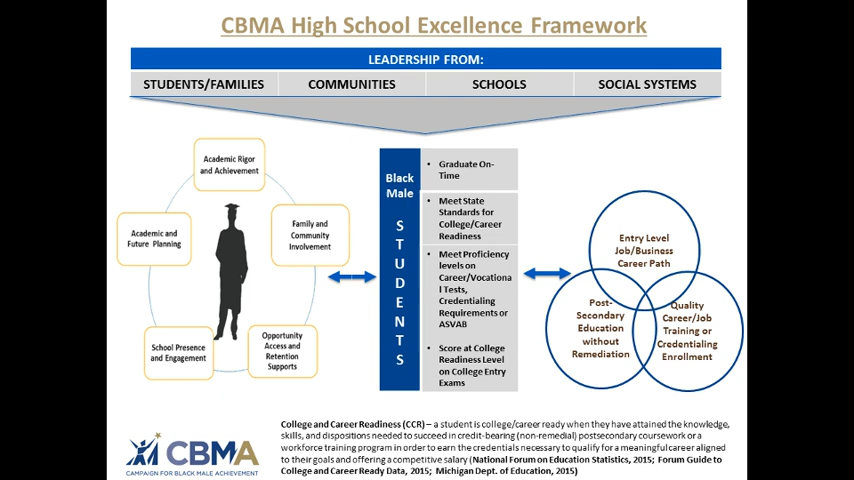 CBMA High School Excellence Framework
LEADERSHIP FROM:
STUDENTS/FAMILIES COMMUNITIES SCHOOLS SOCIAL SYSTEMS
Academic Rigor
and Achievement
Academic and
Future Planning
Family and
Community
Involvement
School Presence
and Engagement
Opportunity
Access and
Retention
Supports
Black
Male
S
T
U
D
E
N
T
S
• Graduate On-
Time
• Meet State
Standards for
College/Career
Readiness
• Meet Proficiency
levels on
Career/Vocationa
l Tests,
Credentialing
Requirements or
ASVAB
• Score at College
Readiness Level
on College Entry
Exams
Entry Level
Job/Business
Career Path
Post-
Secondary
Education
without
Remediation
Quality
Career/Job
Training or
Credentialing
Enrollment
CBMA
CAMPAIGN FOR BLACK MALE ACHIEVEMENT
College and Career Readiness (CCR) – a student is college/career ready when they have attained the knowledge,
skills, and dispositions needed to succeed in credit-bearing (non-remedial) postsecondary coursework or a
workforce training program in order to earn the credentials necessary to qualify for a meaningful career aligned
to their goals and offering a competitive salary (National Forum on Education Statistics, 2015; Forum Guide to
College and Career Ready Data, 2015; Michigan Dept. of Education, 2015)